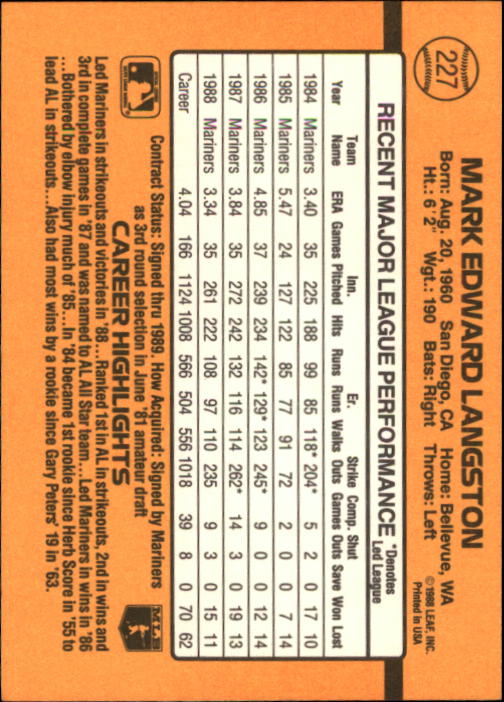 227
MARK EDWARD LANGSTON
Born: Aug. 20, 1960 San Diego, CA Home: Bellevue, WA
Ht.: 6' 2" Wgt.: 190 Bats: Right Throws: Left
© 1988 LEAF, INC.
Printed in USA
RECENT MAJOR LEAGUE PERFORMANCE *Denotes Led League
Year Team Name ERA Games Inn. Pitched Hits Runs Er. Runs Walks Strike Outs Comp. Games Shut Outs Save Won Lost
1984 Mariners 3.40 35 225 188 99 85 118* 204* 5 2 0 17 10
1985 Mariners 5.47 24 127 122 85 77 91 72 2 0 0 7 14
1986 Mariners 4.85 37 239 234 142* 129* 123 245* 9 0 0 12 14
1987 Mariners 3.84 35 272 242 132 116 114 262* 14 3 0 19 13
1988 Mariners 3.34 35 261 222 108 97 110 235 9 3 0 15 11
Career 4.04 166 1124 1008 566 504 556 1018 39 8 0 70 62
Contract Status: Signed thru 1989. How Acquired: Signed by Mariners
as 3rd round selection in June '81 amateur draft
MLB
CAREER HIGHLIGHTS
Led Mariners in strikeouts and victories in '88...Ranked 1st in AL in strikeouts, 2nd in wins and
3rd in complete games in '87 and was named to AL All Star team...Led Mariners in wins in '86
...Bothered by elbow injury much of '85...In '84 became 1st rookie since Herb Score in '55 to
lead AL in strikeouts...Also had most wins by a rookie since Gary Peters' 19 in '63.